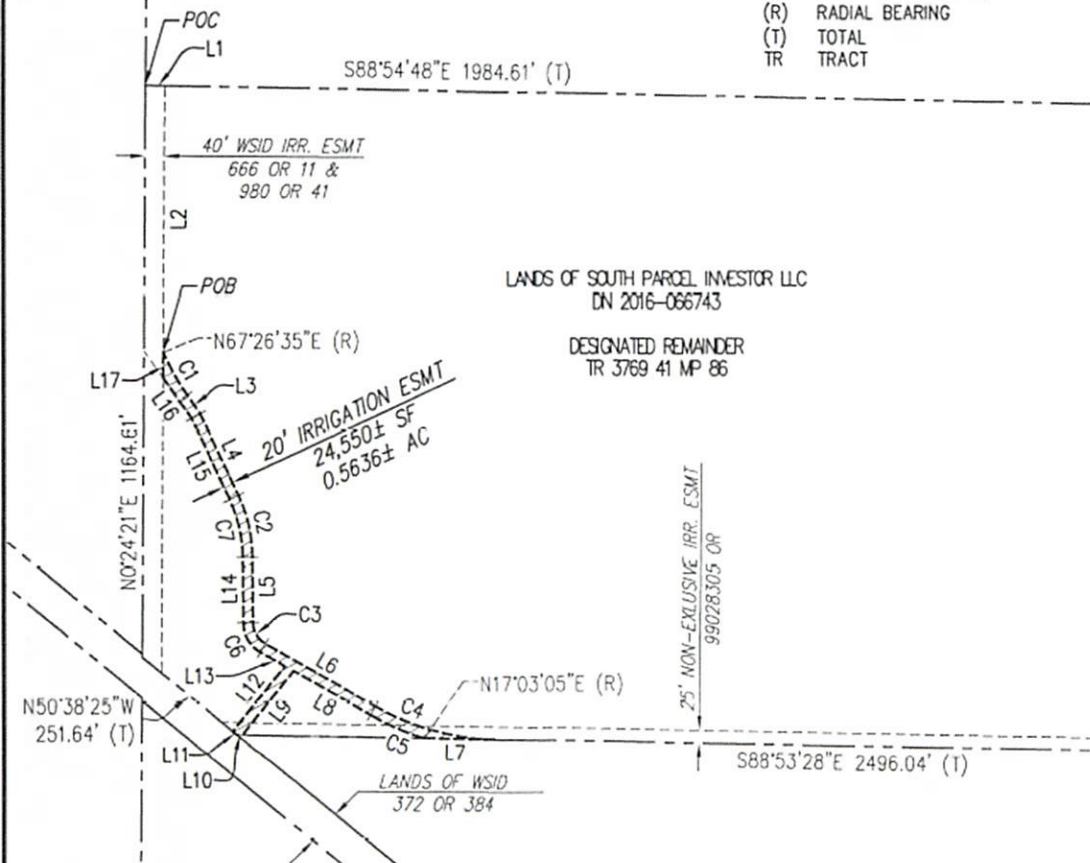 POC
L1
(R) RADIAL BEARING
(T) TOTAL
TR TRACT
S88°54'48"E 1984.61' (T)
40' WSID IRR. ESMT
666 OR 11 &
980 OR 41
L2
POB
N67°26'35"E (R)
LANDS OF SOUTH PARCEL INVESTOR LLC
DN 2016-066743
DESIGNATED REMAINDER
TR 3769 41 MP 86
L17
C1
L3
L16
20' IRRIGATION ESMT
24,550± SF
0.5636± AC
L4
L15
N0°24'21"E 1164.61'
C2
C7
L14
L5
C3
C6
25' NON-EXLUSIVE IRR. ESMT
99028305 OR
L13
L6
L12
L8
L9
N17°03'05"E (R)
C4
N50°38'25"W
251.64' (T)
C5
L7
L11
L10
S88°53'28"E 2496.04' (T)
LANDS OF WSID
372 OR 384